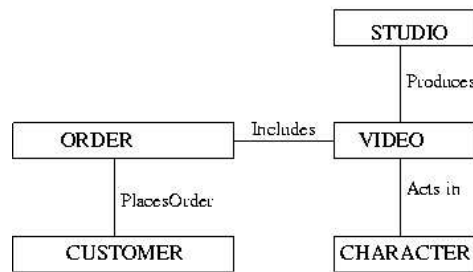 STUDIO
Produces
Includes
ORDER
VIDEO
PlacesOrder
Acts in
CUSTOMER
CHARACTER